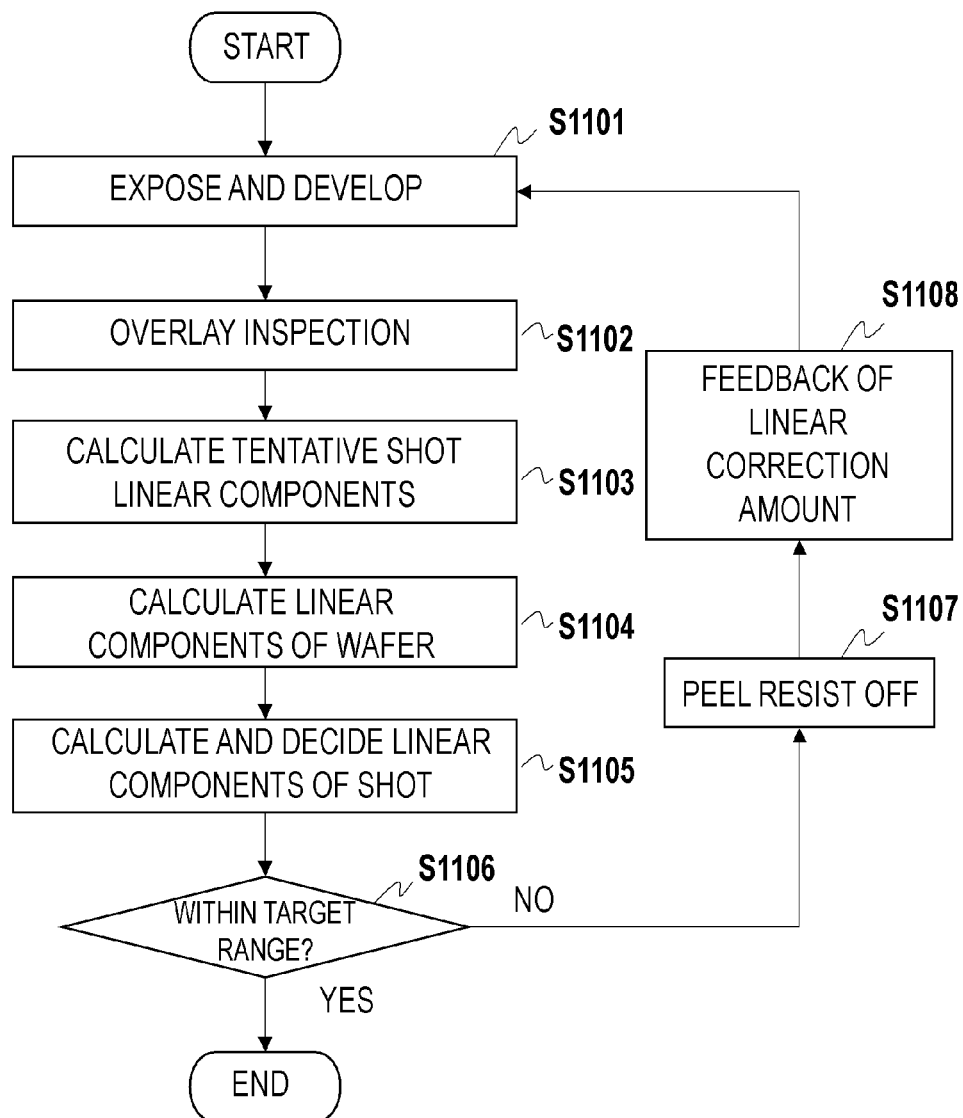 START
S1101
EXPOSE AND DEVELOP
OVERLAY INSPECTION
S1102
CALCULATE TENTATIVE SHOT
LINEAR COMPONENTS
S1103
CALCULATE LINEAR
COMPONENTS OF WAFER
S1104
CALCULATE AND DECIDE LINEAR
COMPONENTS OF SHOT
S1105
S1106
WITHIN TARGET
RANGE?
NO
YES
END
S1107
PEEL RESIST OFF
S1108
FEEDBACK OF
LINEAR
CORRECTION
AMOUNT